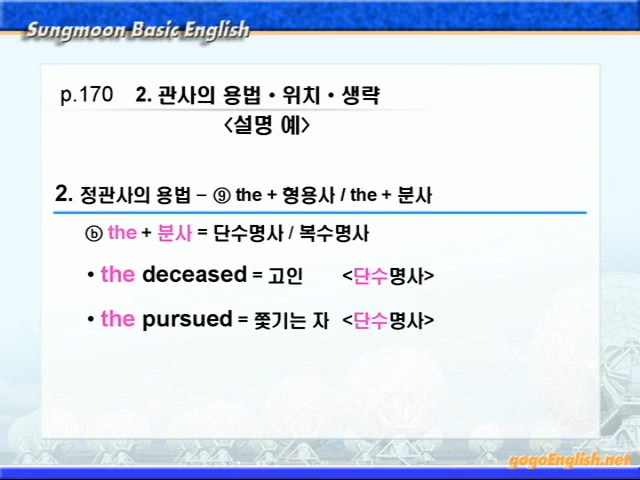 Sungmoon Basic English
p.170 2. 관사의 용법 • 위치 • 생략
<설명 예>
2. 정관사의 용법 – ⑨ the + 형용사 / the + 분사
ⓑ the + 분사 = 단수명사 / 복수명사
• the deceased = 고인 <단수명사>
• the pursued = 쫓기는 자 <단수명사>
gogoEnglish.net